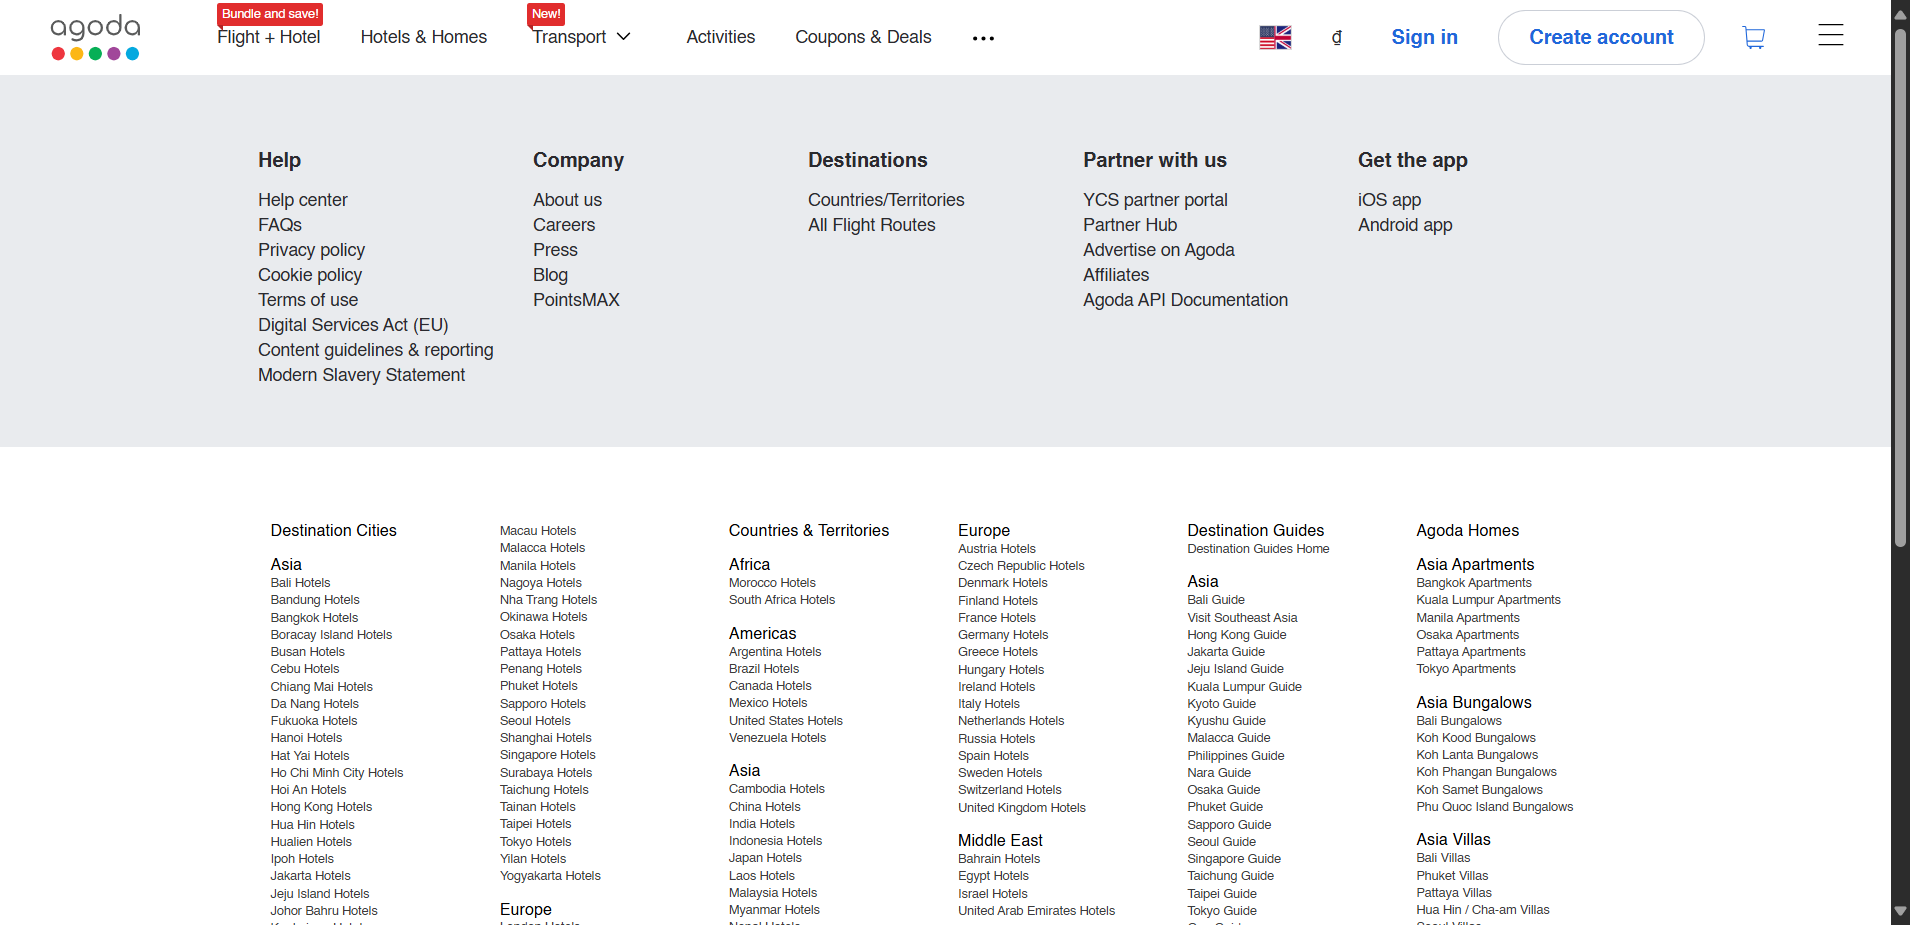 agoda
Bundle and save!
Flight + Hotel
Hotels & Homes
New!
Transport
Activities
Coupons & Deals
₫
Sign in
Create account
Help
Help center
FAQs
Privacy policy
Cookie policy
Terms of use
Digital Services Act (EU)
Content guidelines & reporting
Modern Slavery Statement
Company
About us
Careers
Press
Blog
PointsMAX
Destinations
Countries/Territories
All Flight Routes
Partner with us
YCS partner portal
Partner Hub
Advertise on Agoda
Affiliates
Agoda API Documentation
Get the app
iOS app
Android app
Destination Cities
Asia
Bali Hotels
Bandung Hotels
Bangkok Hotels
Boracay Island Hotels
Busan Hotels
Cebu Hotels
Chiang Mai Hotels
Da Nang Hotels
Fukuoka Hotels
Hanoi Hotels
Hat Yai Hotels
Ho Chi Minh City Hotels
Hoi An Hotels
Hong Kong Hotels
Hua Hin Hotels
Hualien Hotels
Ipoh Hotels
Jakarta Hotels
Jeju Island Hotels
Johor Bahru Hotels
Macau Hotels
Malacca Hotels
Manila Hotels
Nagoya Hotels
Nha Trang Hotels
Okinawa Hotels
Osaka Hotels
Pattaya Hotels
Penang Hotels
Phuket Hotels
Sapporo Hotels
Seoul Hotels
Shanghai Hotels
Singapore Hotels
Surabaya Hotels
Taichung Hotels
Tainan Hotels
Taipei Hotels
Tokyo Hotels
Yilan Hotels
Yogyakarta Hotels
Europe
Countries & Territories
Africa
Morocco Hotels
South Africa Hotels
Americas
Argentina Hotels
Brazil Hotels
Canada Hotels
Mexico Hotels
United States Hotels
Venezuela Hotels
Asia
Cambodia Hotels
China Hotels
India Hotels
Indonesia Hotels
Japan Hotels
Laos Hotels
Malaysia Hotels
Myanmar Hotels
Europe
Austria Hotels
Czech Republic Hotels
Denmark Hotels
Finland Hotels
France Hotels
Germany Hotels
Greece Hotels
Hungary Hotels
Ireland Hotels
Italy Hotels
Netherlands Hotels
Russia Hotels
Spain Hotels
Sweden Hotels
Switzerland Hotels
United Kingdom Hotels
Middle East
Bahrain Hotels
Egypt Hotels
Israel Hotels
United Arab Emirates Hotels
Destination Guides
Destination Guides Home
Asia
Bali Guide
Visit Southeast Asia
Hong Kong Guide
Jakarta Guide
Jeju Island Guide
Kuala Lumpur Guide
Kyoto Guide
Kyushu Guide
Malacca Guide
Philippines Guide
Nara Guide
Osaka Guide
Phuket Guide
Sapporo Guide
Seoul Guide
Singapore Guide
Taichung Guide
Taipei Guide
Tokyo Guide
Agoda Homes
Asia Apartments
Bangkok Apartments
Kuala Lumpur Apartments
Manila Apartments
Osaka Apartments
Pattaya Apartments
Tokyo Apartments
Asia Bungalows
Bali Bungalows
Koh Kood Bungalows
Koh Lanta Bungalows
Koh Phangan Bungalows
Koh Samet Bungalows
Phu Quoc Island Bungalows
Asia Villas
Bali Villas
Phuket Villas
Pattaya Villas
Hua Hin / Cha-am Villas